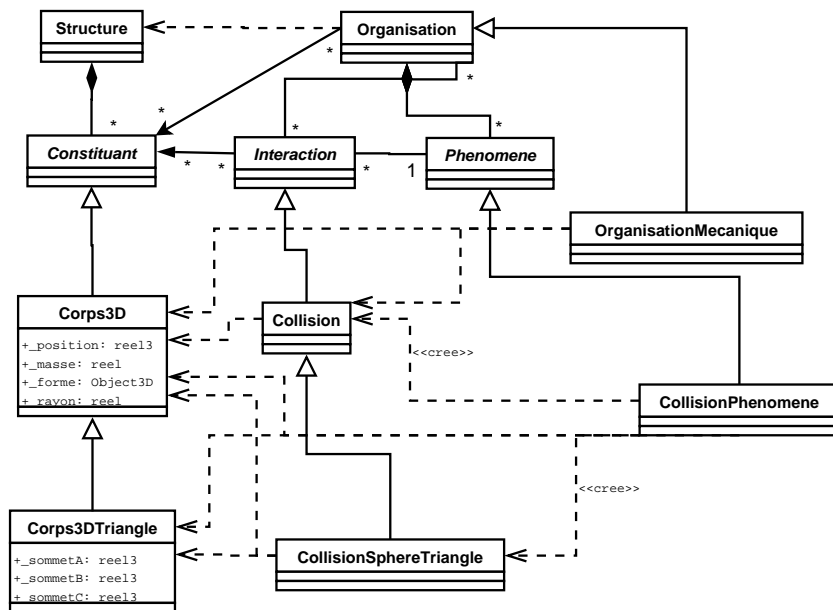 Structure
Organisation
*
*
*
*
*
*
Constituant
Interaction
Phenomene
*
*
*
1
OrganisationMecanique
Corps3D
+_position: reel3
+_masse: reel
+_forme: Object3D
+_rayon: reel
Collision
<<cree>>
CollisionPhenomene
<<cree>>
Corps3DTriangle
+_sommetA: reel3
+_sommetB: reel3
+_sommetC: reel3
CollisionSphereTriangle